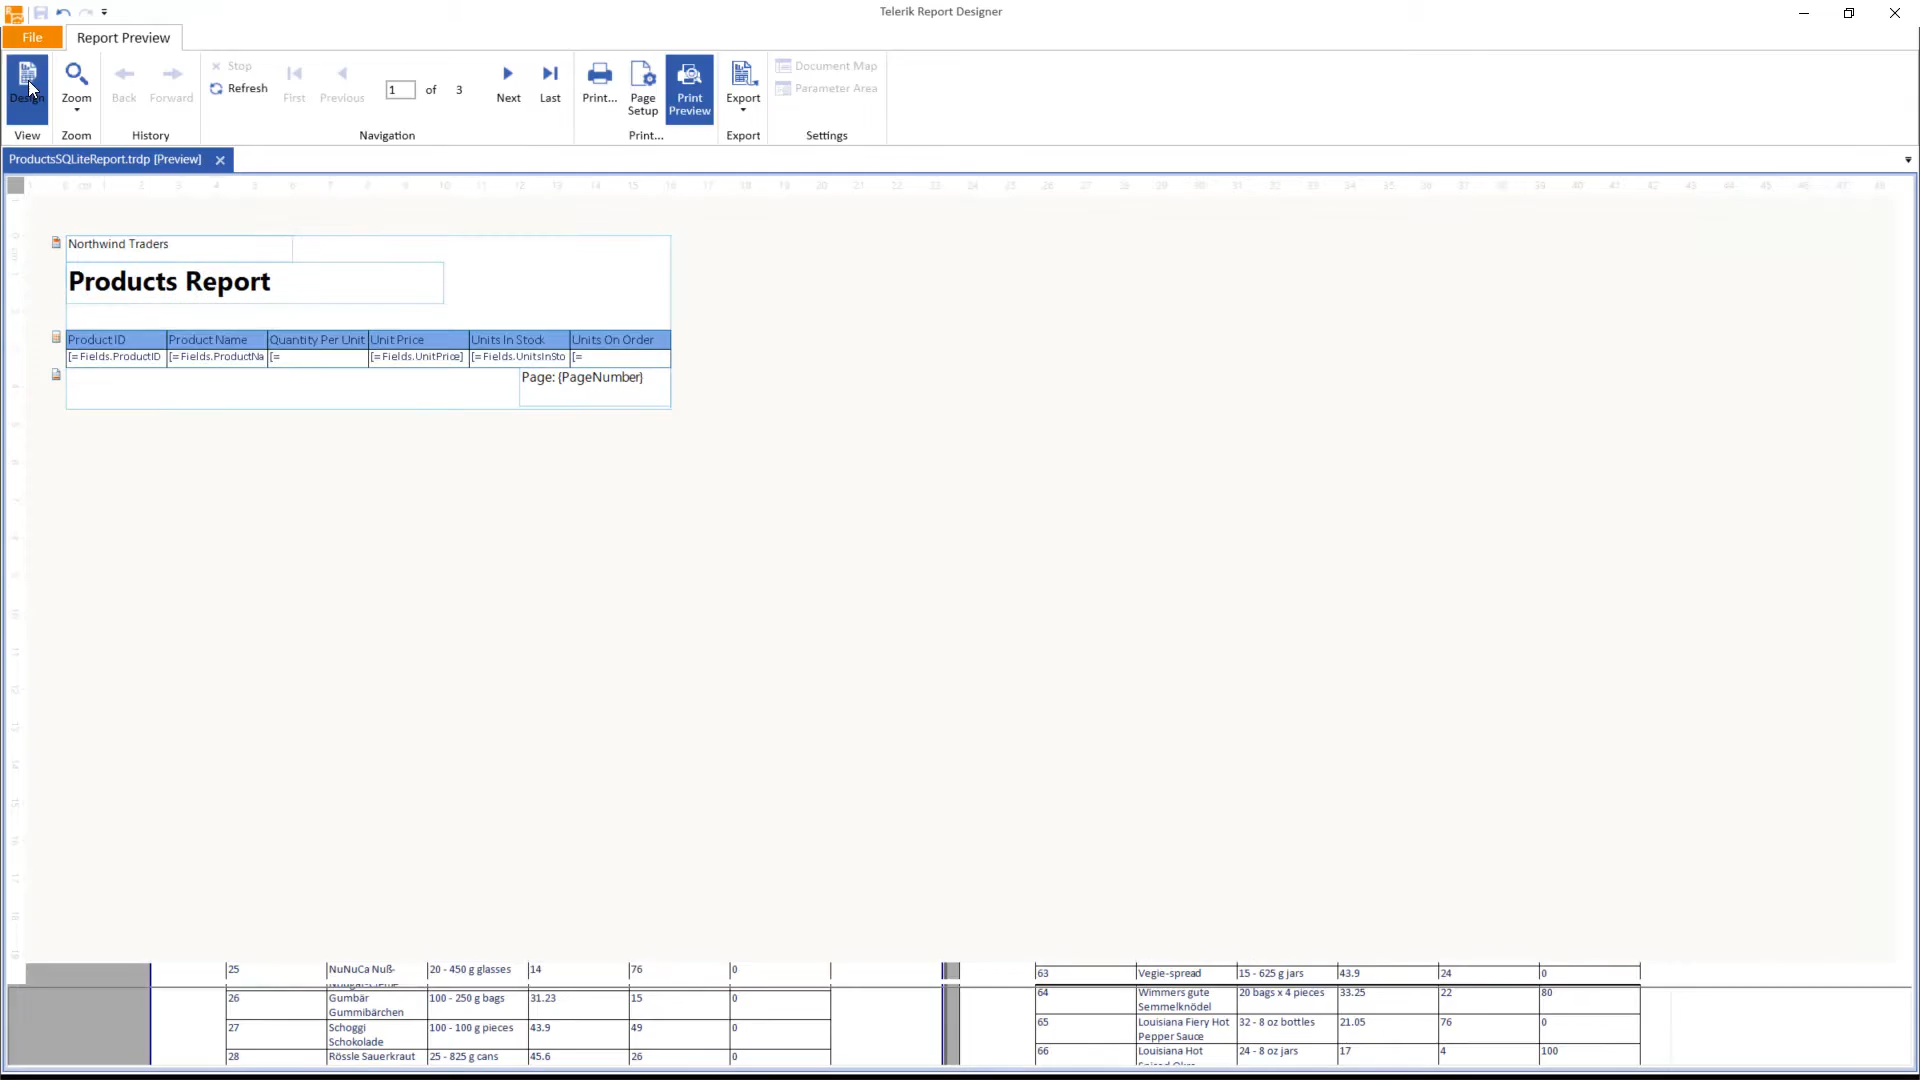 Telerik Report Designer
File
Report Preview
Design
Zoom
Back
Forward
Stop
Refresh
First
Previous
1 of 3
Next
Last
Print...
Page Setup
Print Preview
Export
Document Map
Parameter Area
View
Zoom
History
Navigation
Print...
Export
Settings
ProductsSQLiteReport.trdp [Preview]
Northwind Traders
Products Report
Product ID Product Name Quantity Per Unit Unit Price Units In Stock Units On Order
[= Fields.ProductID [= Fields.ProductNa [= [= Fields.UnitPrice] [= Fields.UnitsInSto [=
Page: {PageNumber}
25 NuNuCa Nuß-Nougat-Creme 20 - 450 g glasses 14 76 0
26 Gumbär Gummibärchen 100 - 250 g bags 31.23 15 0
27 Schoggi Schokolade 100 - 100 g pieces 43.9 49 0
28 Rössle Sauerkraut 25 - 825 g cans 45.6 26 0
63 Vegie-spread 15 - 625 g jars 43.9 24 0
64 Wimmers gute Semmelknödel 20 bags x 4 pieces 33.25 22 80
65 Louisiana Fiery Hot Pepper Sauce 32 - 8 oz bottles 21.05 76 0
66 Louisiana Hot 24 - 8 oz jars 17 4 100